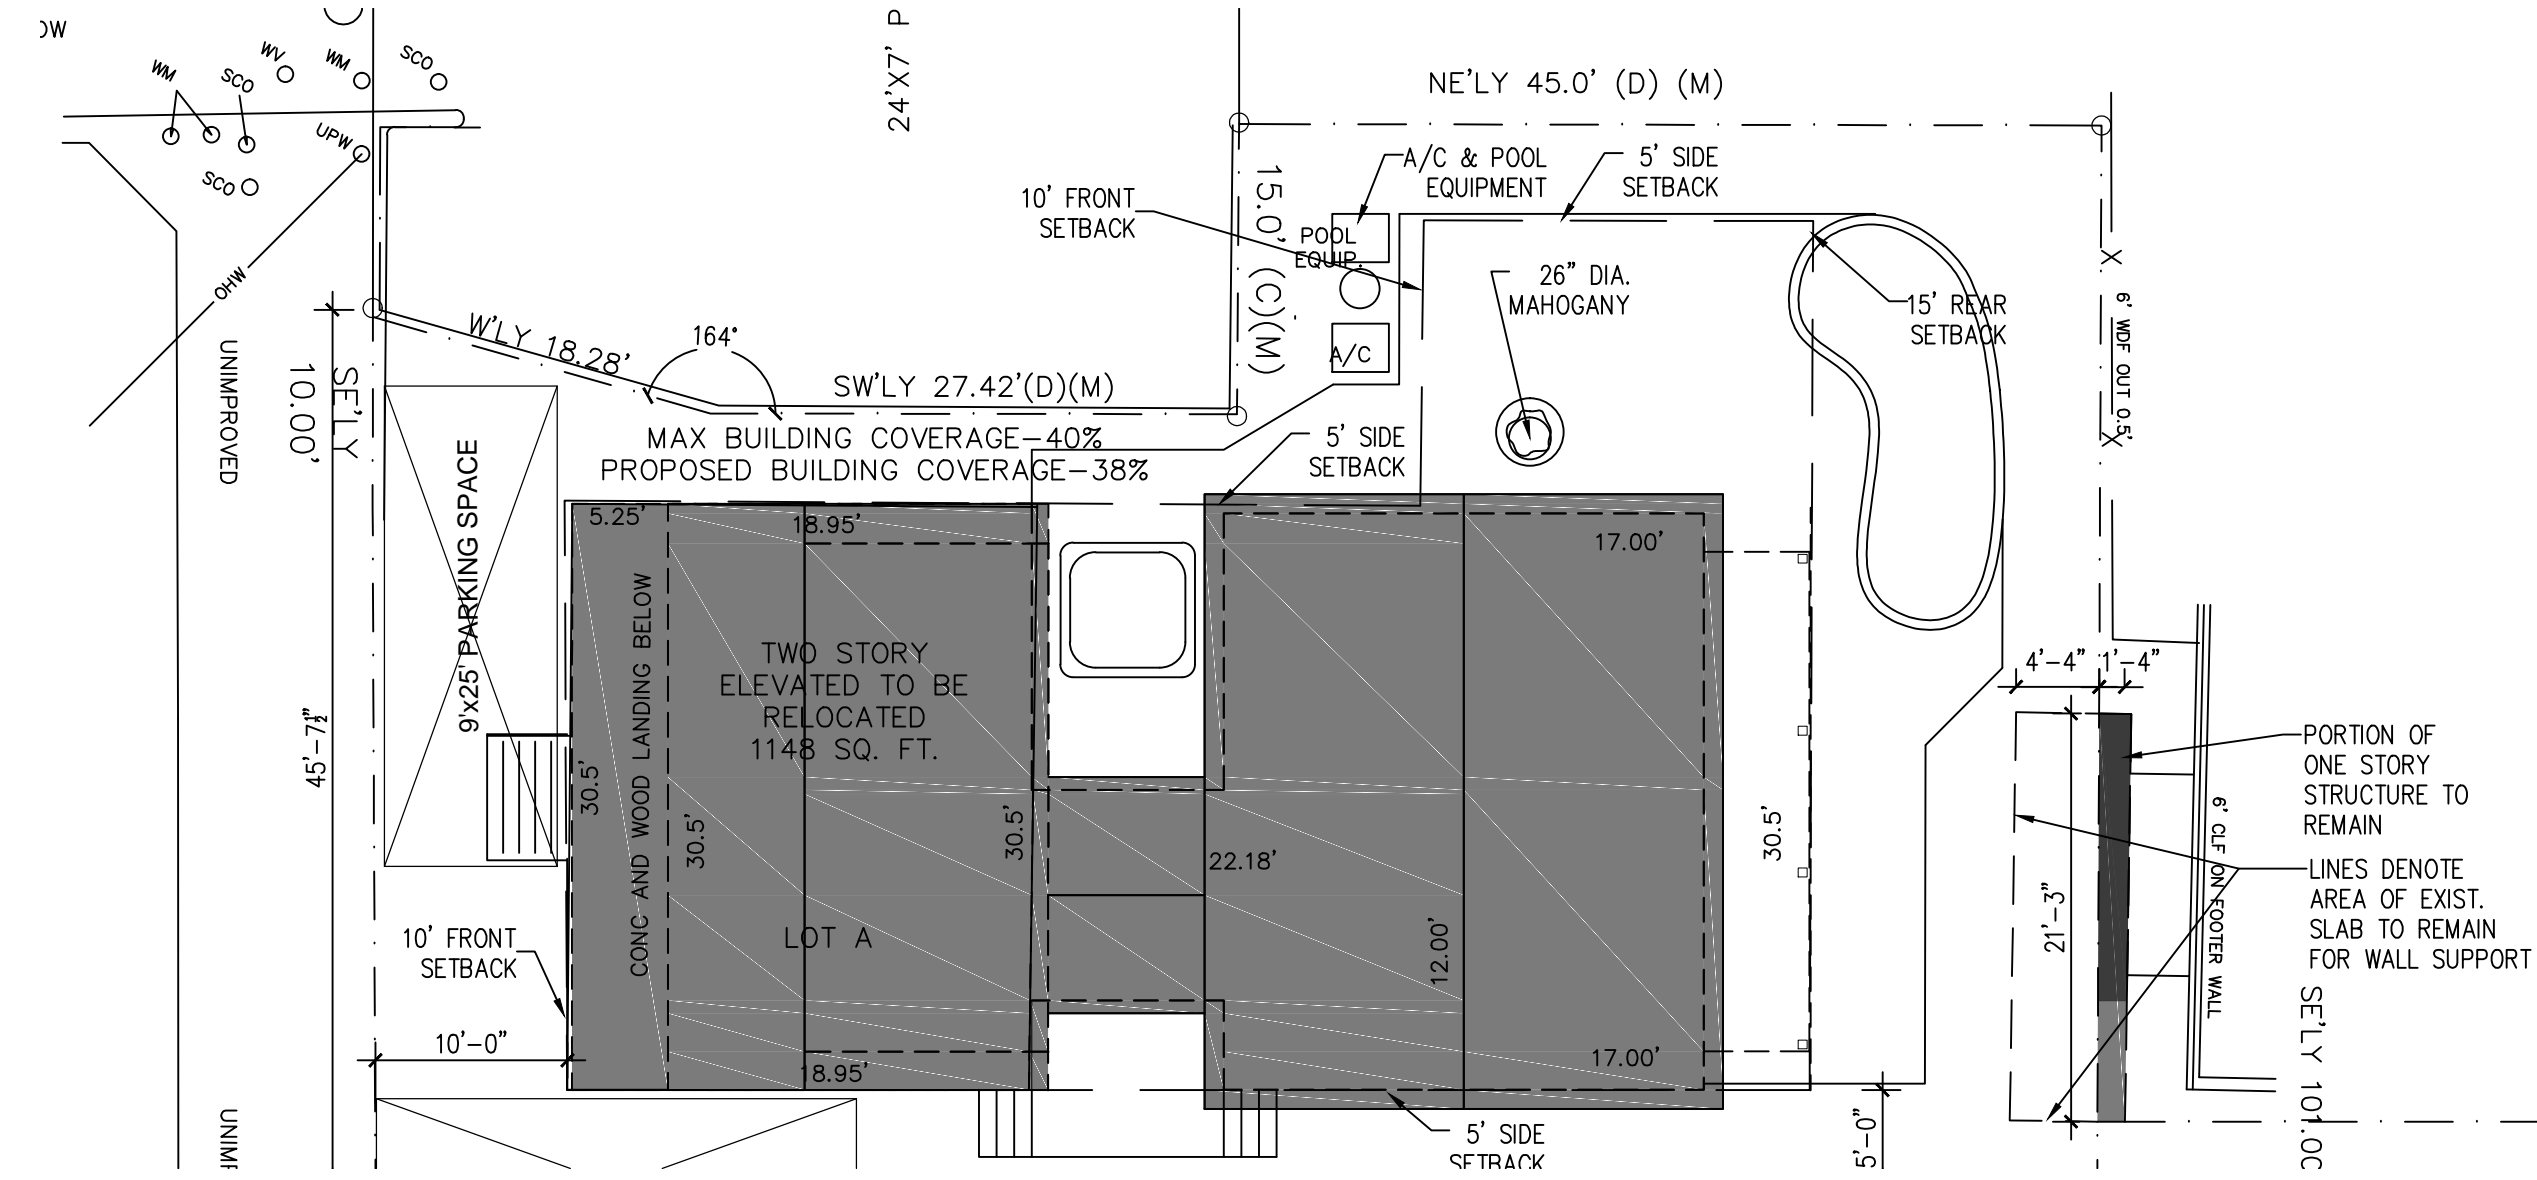 WV
WM
SCO
WM
SCO
UPW
SCO
OHW
24'X7' P
NE'LY 45.0' (D) (M)
A/C & POOL
EQUIPMENT
5' SIDE
SETBACK
10' FRONT
SETBACK
15.0' (C)(M)
POOL
EQUIP.
A/C
26" DIA.
MAHOGANY
15' REAR
SETBACK
X
6' WDF OUT 0.5'
X
W'LY 18.28'
164°
SW'LY 27.42'(D)(M)
UNIMPROVED
SE'LY
10.00'
MAX BUILDING COVERAGE-40%
PROPOSED BUILDING COVERAGE-38%
5' SIDE
SETBACK
9'x25' PARKING SPACE
45'-7½"
5.25'
18.95'
17.00'
CONC AND WOOD LANDING BELOW
TWO STORY
ELEVATED TO BE
RELOCATED
1148 SQ. FT.
30.5'
30.5'
30.5'
22.18'
30.5'
12.00'
LOT A
4'-4"
1'-4"
PORTION OF
ONE STORY
STRUCTURE TO
REMAIN
LINES DENOTE
AREA OF EXIST.
SLAB TO REMAIN
FOR WALL SUPPORT
6' CLF ON FOOTER WALL
21'-3"
10' FRONT
SETBACK
10'-0"
18.95'
17.00'
5' SIDE
SETBACK
5'-0"
SE'LY 101.00